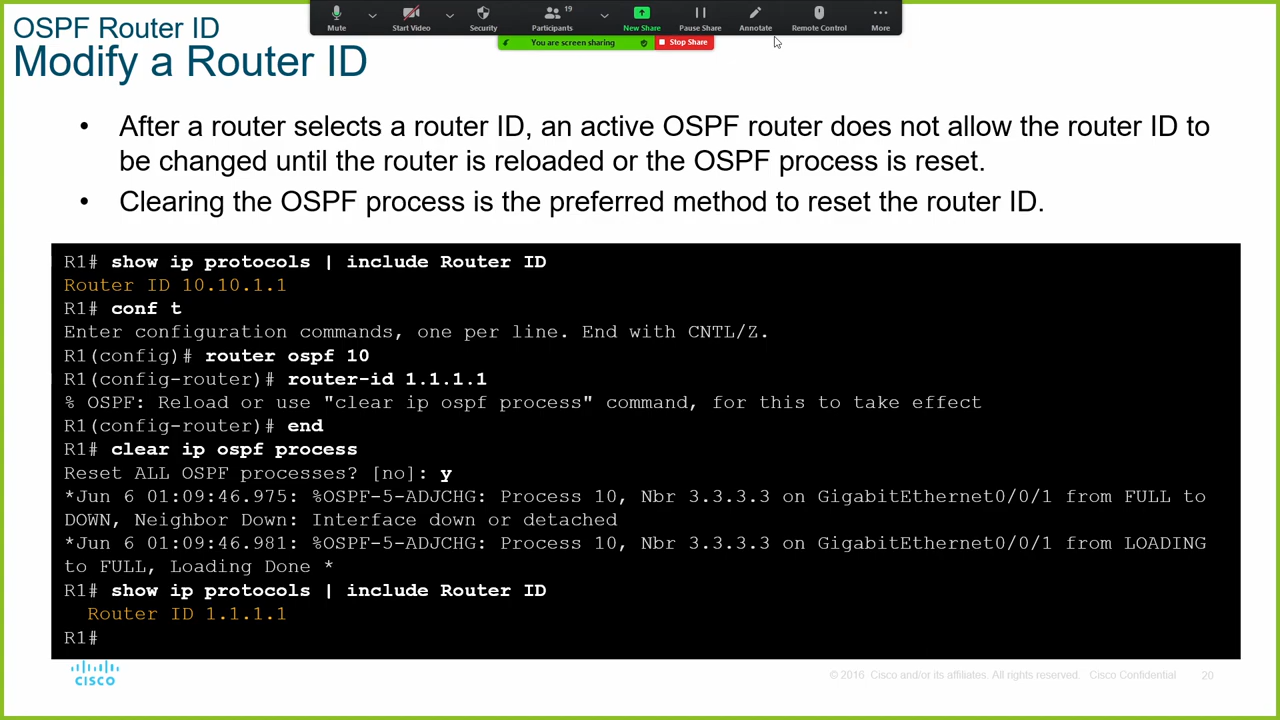 OSPF Router ID
Modify a Router ID
Mute
Start Video
Security
19
Participants
New Share
Pause Share
Annotate
Remote Control
More
You are screen sharing
Stop Share
• After a router selects a router ID, an active OSPF router does not allow the router ID to
be changed until the router is reloaded or the OSPF process is reset.
• Clearing the OSPF process is the preferred method to reset the router ID.
R1# show ip protocols | include Router ID
Router ID 10.10.1.1
R1# conf t
Enter configuration commands, one per line. End with CNTL/Z.
R1(config)# router ospf 10
R1(config-router)# router-id 1.1.1.1
% OSPF: Reload or use "clear ip ospf process" command, for this to take effect
R1(config-router)# end
R1# clear ip ospf process
Reset ALL OSPF processes? [no]: y
*Jun 6 01:09:46.975: %OSPF-5-ADJCHG: Process 10, Nbr 3.3.3.3 on GigabitEthernet0/0/1 from FULL to
DOWN, Neighbor Down: Interface down or detached
*Jun 6 01:09:46.981: %OSPF-5-ADJCHG: Process 10, Nbr 3.3.3.3 on GigabitEthernet0/0/1 from LOADING
to FULL, Loading Done *
R1# show ip protocols | include Router ID
Router ID 1.1.1.1
R1#
CISCO
© 2016 Cisco and/or its affiliates. All rights reserved. Cisco Confidential
20